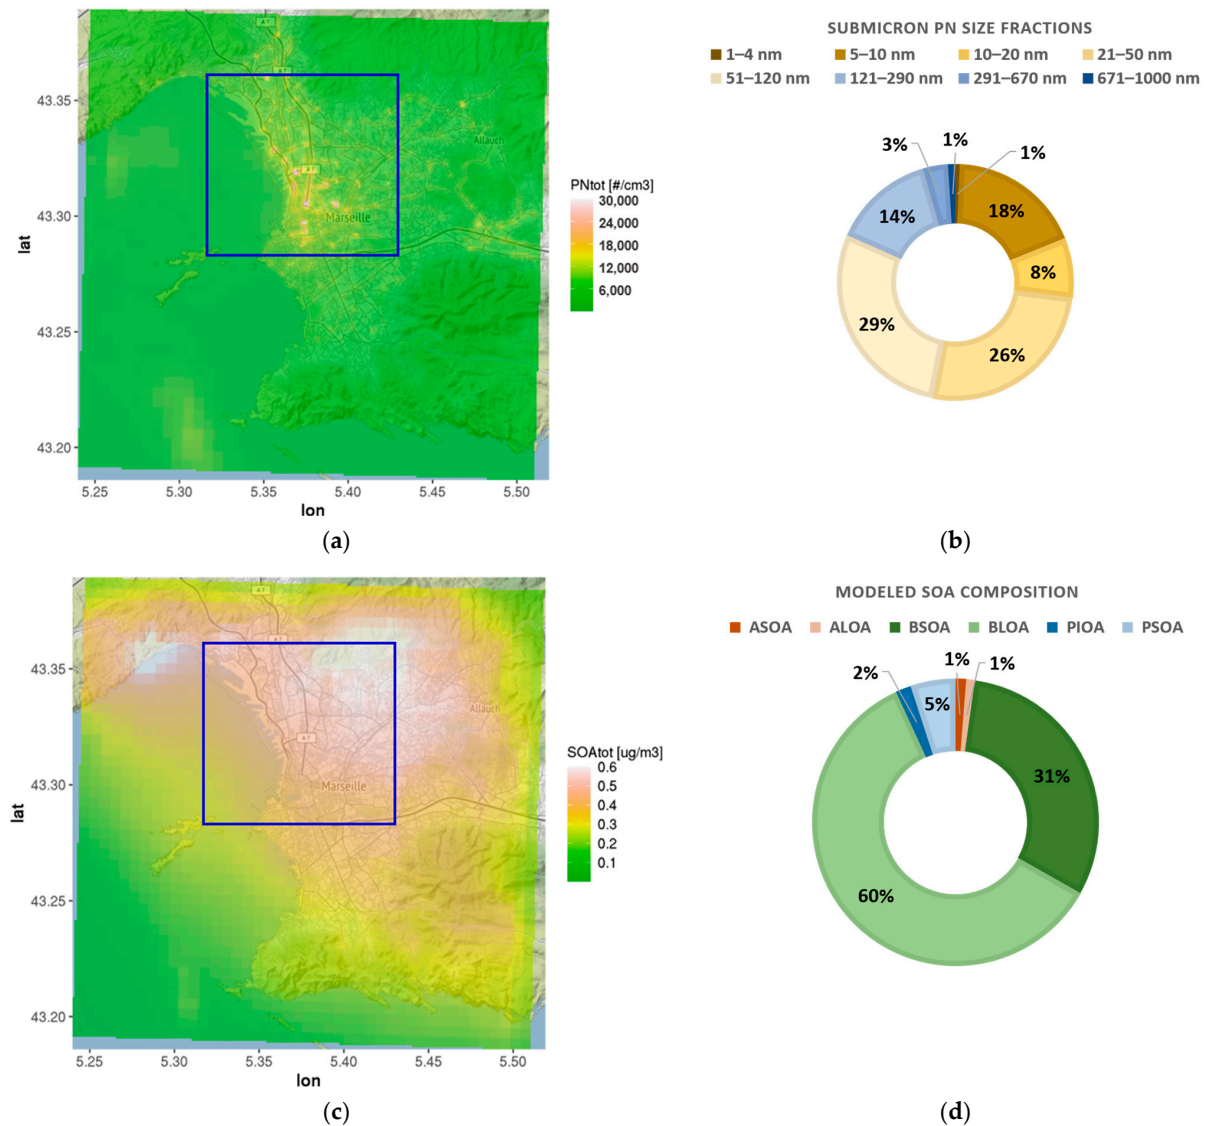 SUBMICRON PN SIZE FRACTIONS
1–4 nm 5–10 nm 10–20 nm 21–50 nm
51–120 nm 121–290 nm 291–670 nm 671–1000 nm
1%
3%
1%
14%
18%
8%
29%
26%
A 7
A 7
A 7
Allauch
Marseille
43.35
43.30
43.25
43.20
lat
5.25 5.30 5.35 5.40 5.45 5.50
lon
PNtot [#/cm3]
30,000
24,000
18,000
12,000
6,000
(a)
(b)
MODELED SOA COMPOSITION
ASOA ALOA BSOA BLOA PIOA PSOA
1% 1%
2%
5%
31%
60%
A 7
A 7
A 7
Allauch
Marseille
43.35
43.30
43.25
43.20
lat
5.25 5.30 5.35 5.40 5.45 5.50
lon
SOAtot [ug/m3]
0.6
0.5
0.4
0.3
0.2
0.1
(c)
(d)